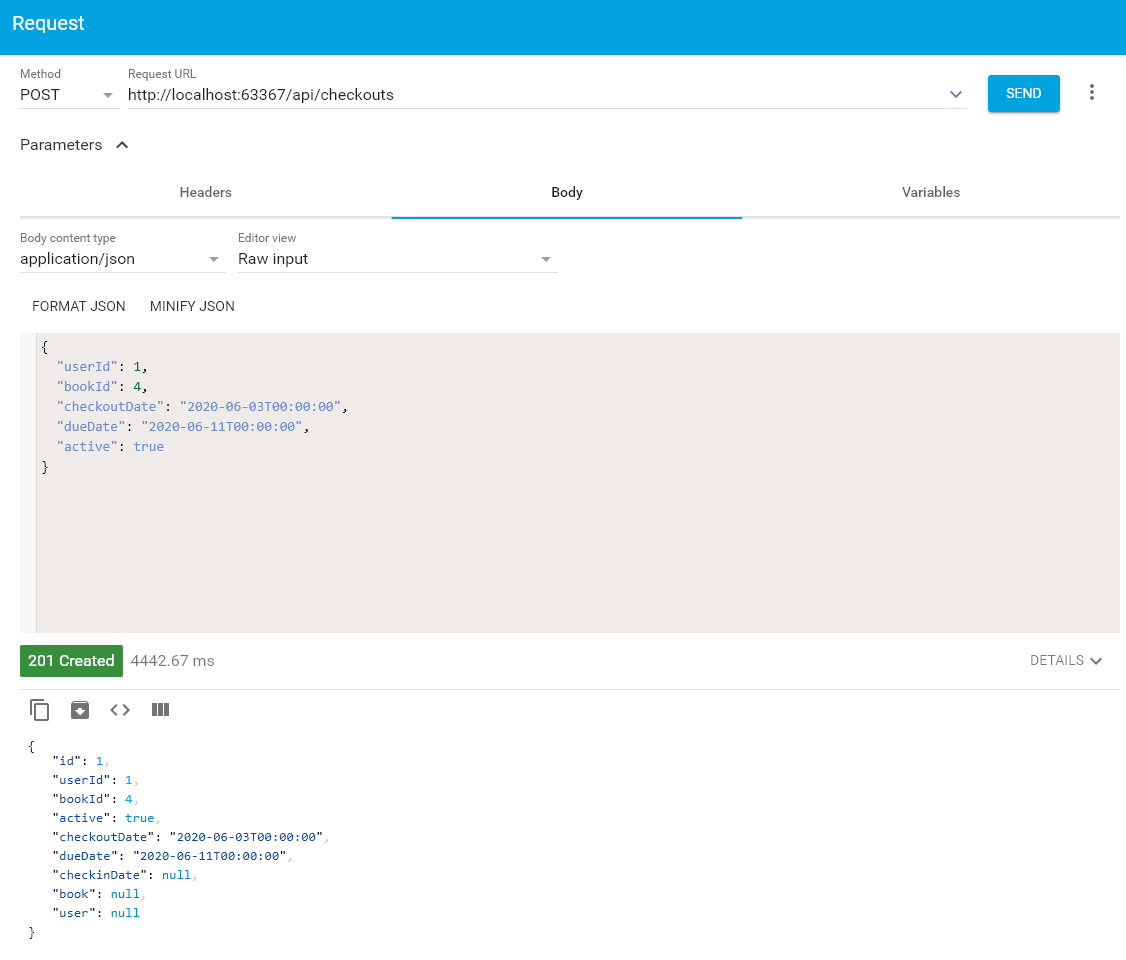 Request
Method
Request URL
POST
http://localhost:63367/api/checkouts
SEND
Parameters
Headers
Body
Variables
Body content type
Editor view
application/json
Raw input
FORMAT JSON
MINIFY JSON
{
  "userId": 1,
  "bookId": 4,
  "checkoutDate": "2020-06-03T00:00:00",
  "dueDate": "2020-06-11T00:00:00",
  "active": true
}
201 Created
4442.67 ms
DETAILS
{
   "id": 1,
   "userId": 1,
   "bookId": 4,
   "active": true,
   "checkoutDate": "2020-06-03T00:00:00",
   "dueDate": "2020-06-11T00:00:00",
   "checkinDate": null,
   "book": null,
   "user": null
}